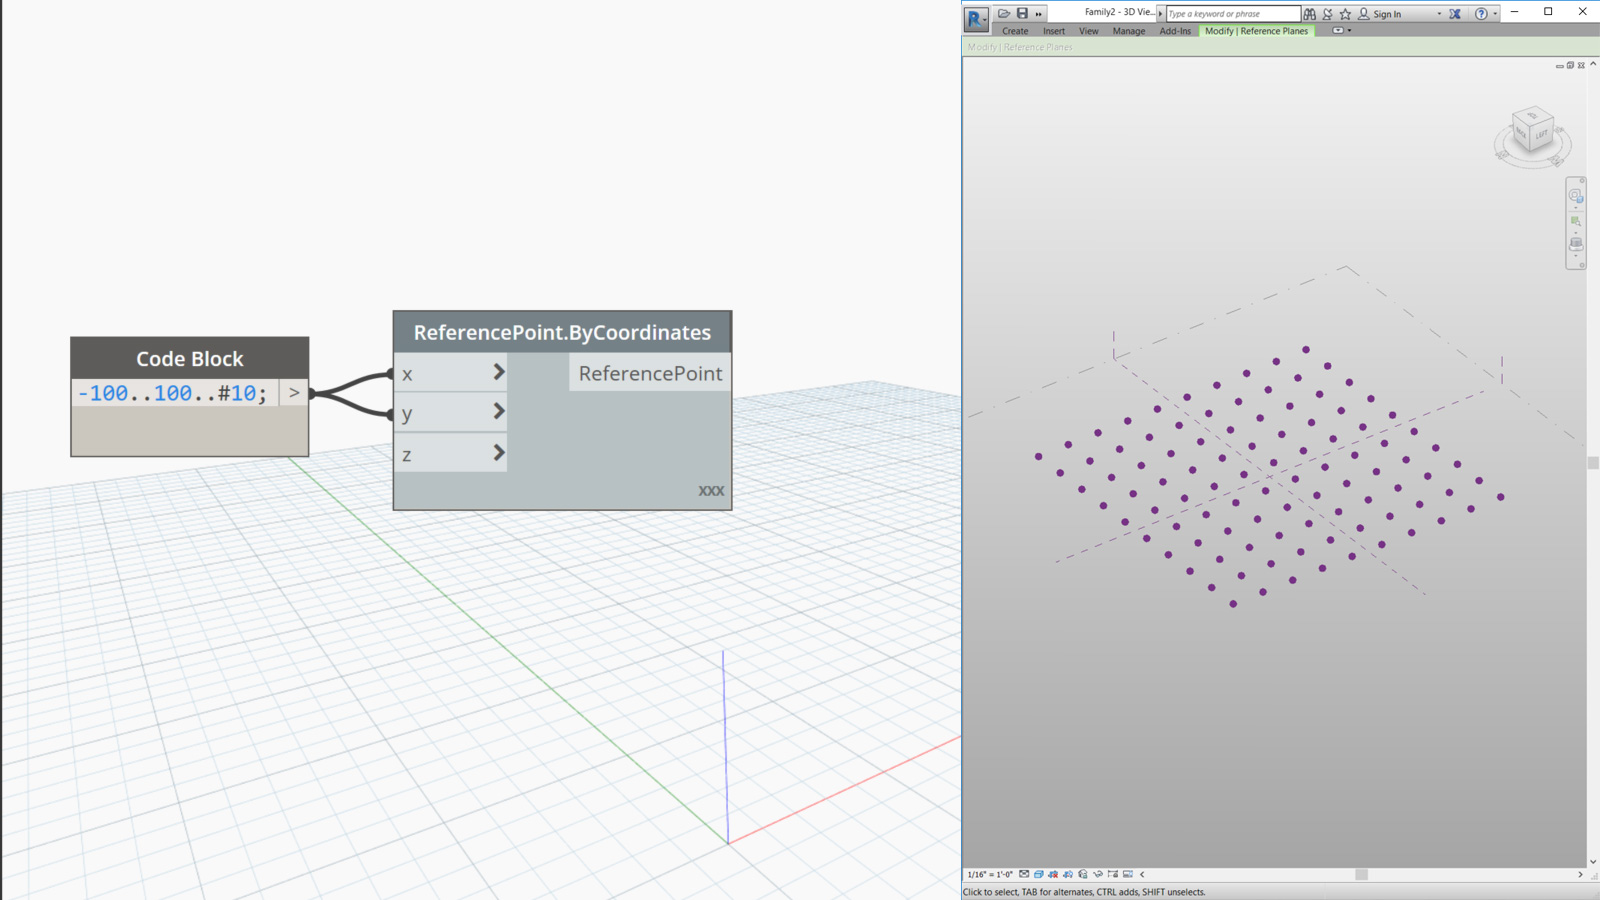 Code Block
-100..100..#10;
>
ReferencePoint.ByCoordinates
x
y
z
ReferencePoint
xxx
R
Family2 - 3D Vie...
Type a keyword or phrase
Sign In
Create Insert View Manage Add-Ins Modify | Reference Planes
Modify | Reference Planes
LEFT
1/16" = 1'-0"
Click to select, TAB for alternates, CTRL adds, SHIFT unselects.